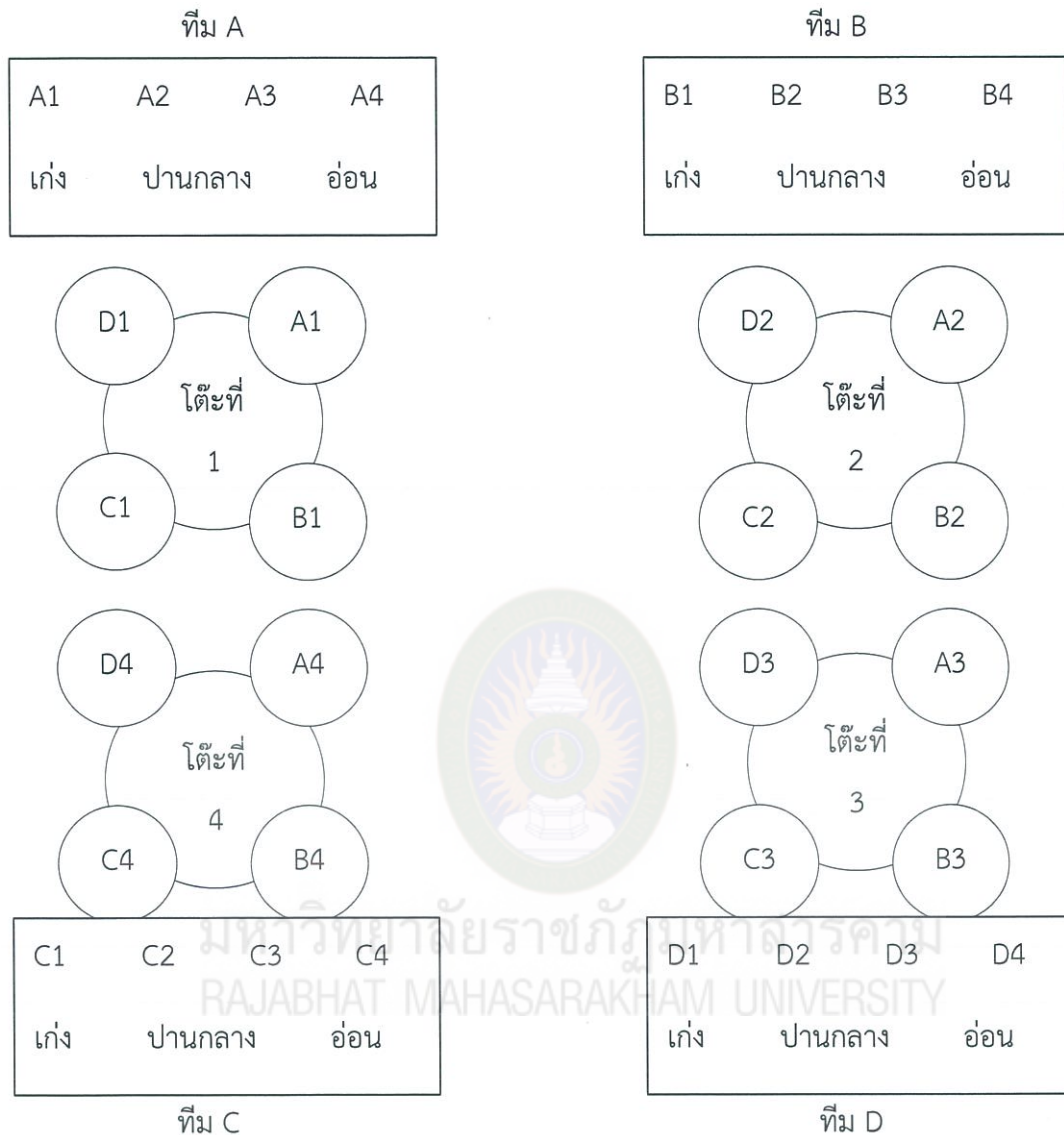 ทีม A
A1 A2 A3 A4
เก่ง ปานกลาง อ่อน
ทีม B
B1 B2 B3 B4
เก่ง ปานกลาง อ่อน
D1 A1
โต๊ะที่
1
C1 B1
D2 A2
โต๊ะที่
2
C2 B2
D4 A4
โต๊ะที่
4
C4 B4
D3 A3
โต๊ะที่
3
C3 B3
มหาวิทยาลัยราชภัฏมหาสารคาม
RAJABHAT MAHASARAKHAM UNIVERSITY
C1 C2 C3 C4
เก่ง ปานกลาง อ่อน
ทีม C
D1 D2 D3 D4
เก่ง ปานกลาง อ่อน
ทีม D